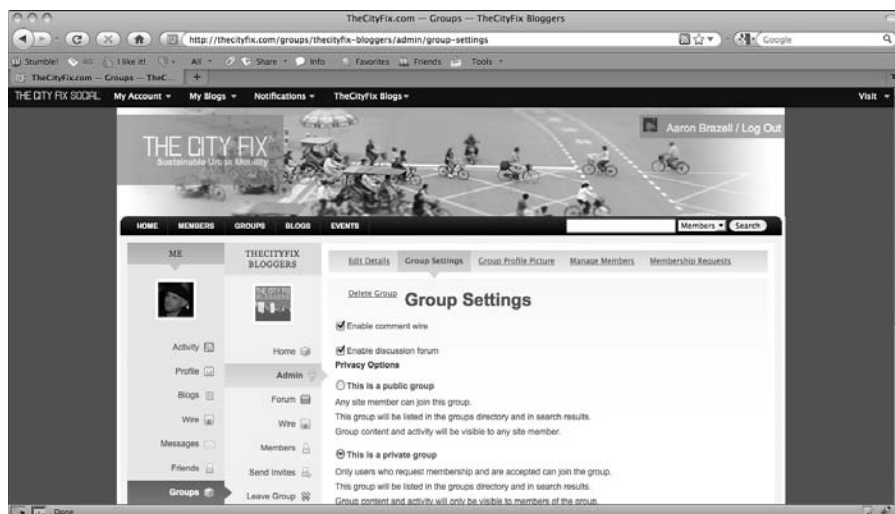 TheCityFix.com — Groups — TheCityFix Bloggers
http://thecityfix.com/groups/thecityfix-bloggers/admin/group-settings
Google
Stumble!
I like it!
All
Share
Info
Favorites
Friends
Tools
TheCityFix.com — Groups — TheC...
THE CITY FIX SOCIAL
My Account
My Blogs
Notifications
TheCityFix Blogs
Visit
THE CITY FIX
Sustainable Urban Mobility
Aaron Brazell / Log Out
HOME
MEMBERS
GROUPS
BLOGS
EVENTS
Members
Search
ME
Activity
Profile
Blogs
Wire
Messages
Friends
Groups
THECITYFIX
BLOGGERS
THE CITY FIX
BLOGGERS
Home
Admin
Forum
Wire
Members
Send Invites
Leave Group
Edit Details
Group Settings
Group Profile Picture
Manage Members
Membership Requests
Delete Group
Group Settings
Enable comment wire
Enable discussion forum
Privacy Options
This is a public group
Any site member can join this group.
This group will be listed in the groups directory and in search results.
Group content and activity will be visible to any site member.
This is a private group
Only users who request membership and are accepted can join the group.
This group will be listed in the groups directory and in search results.
Group content and activity will only be visible to members of the group.
Done